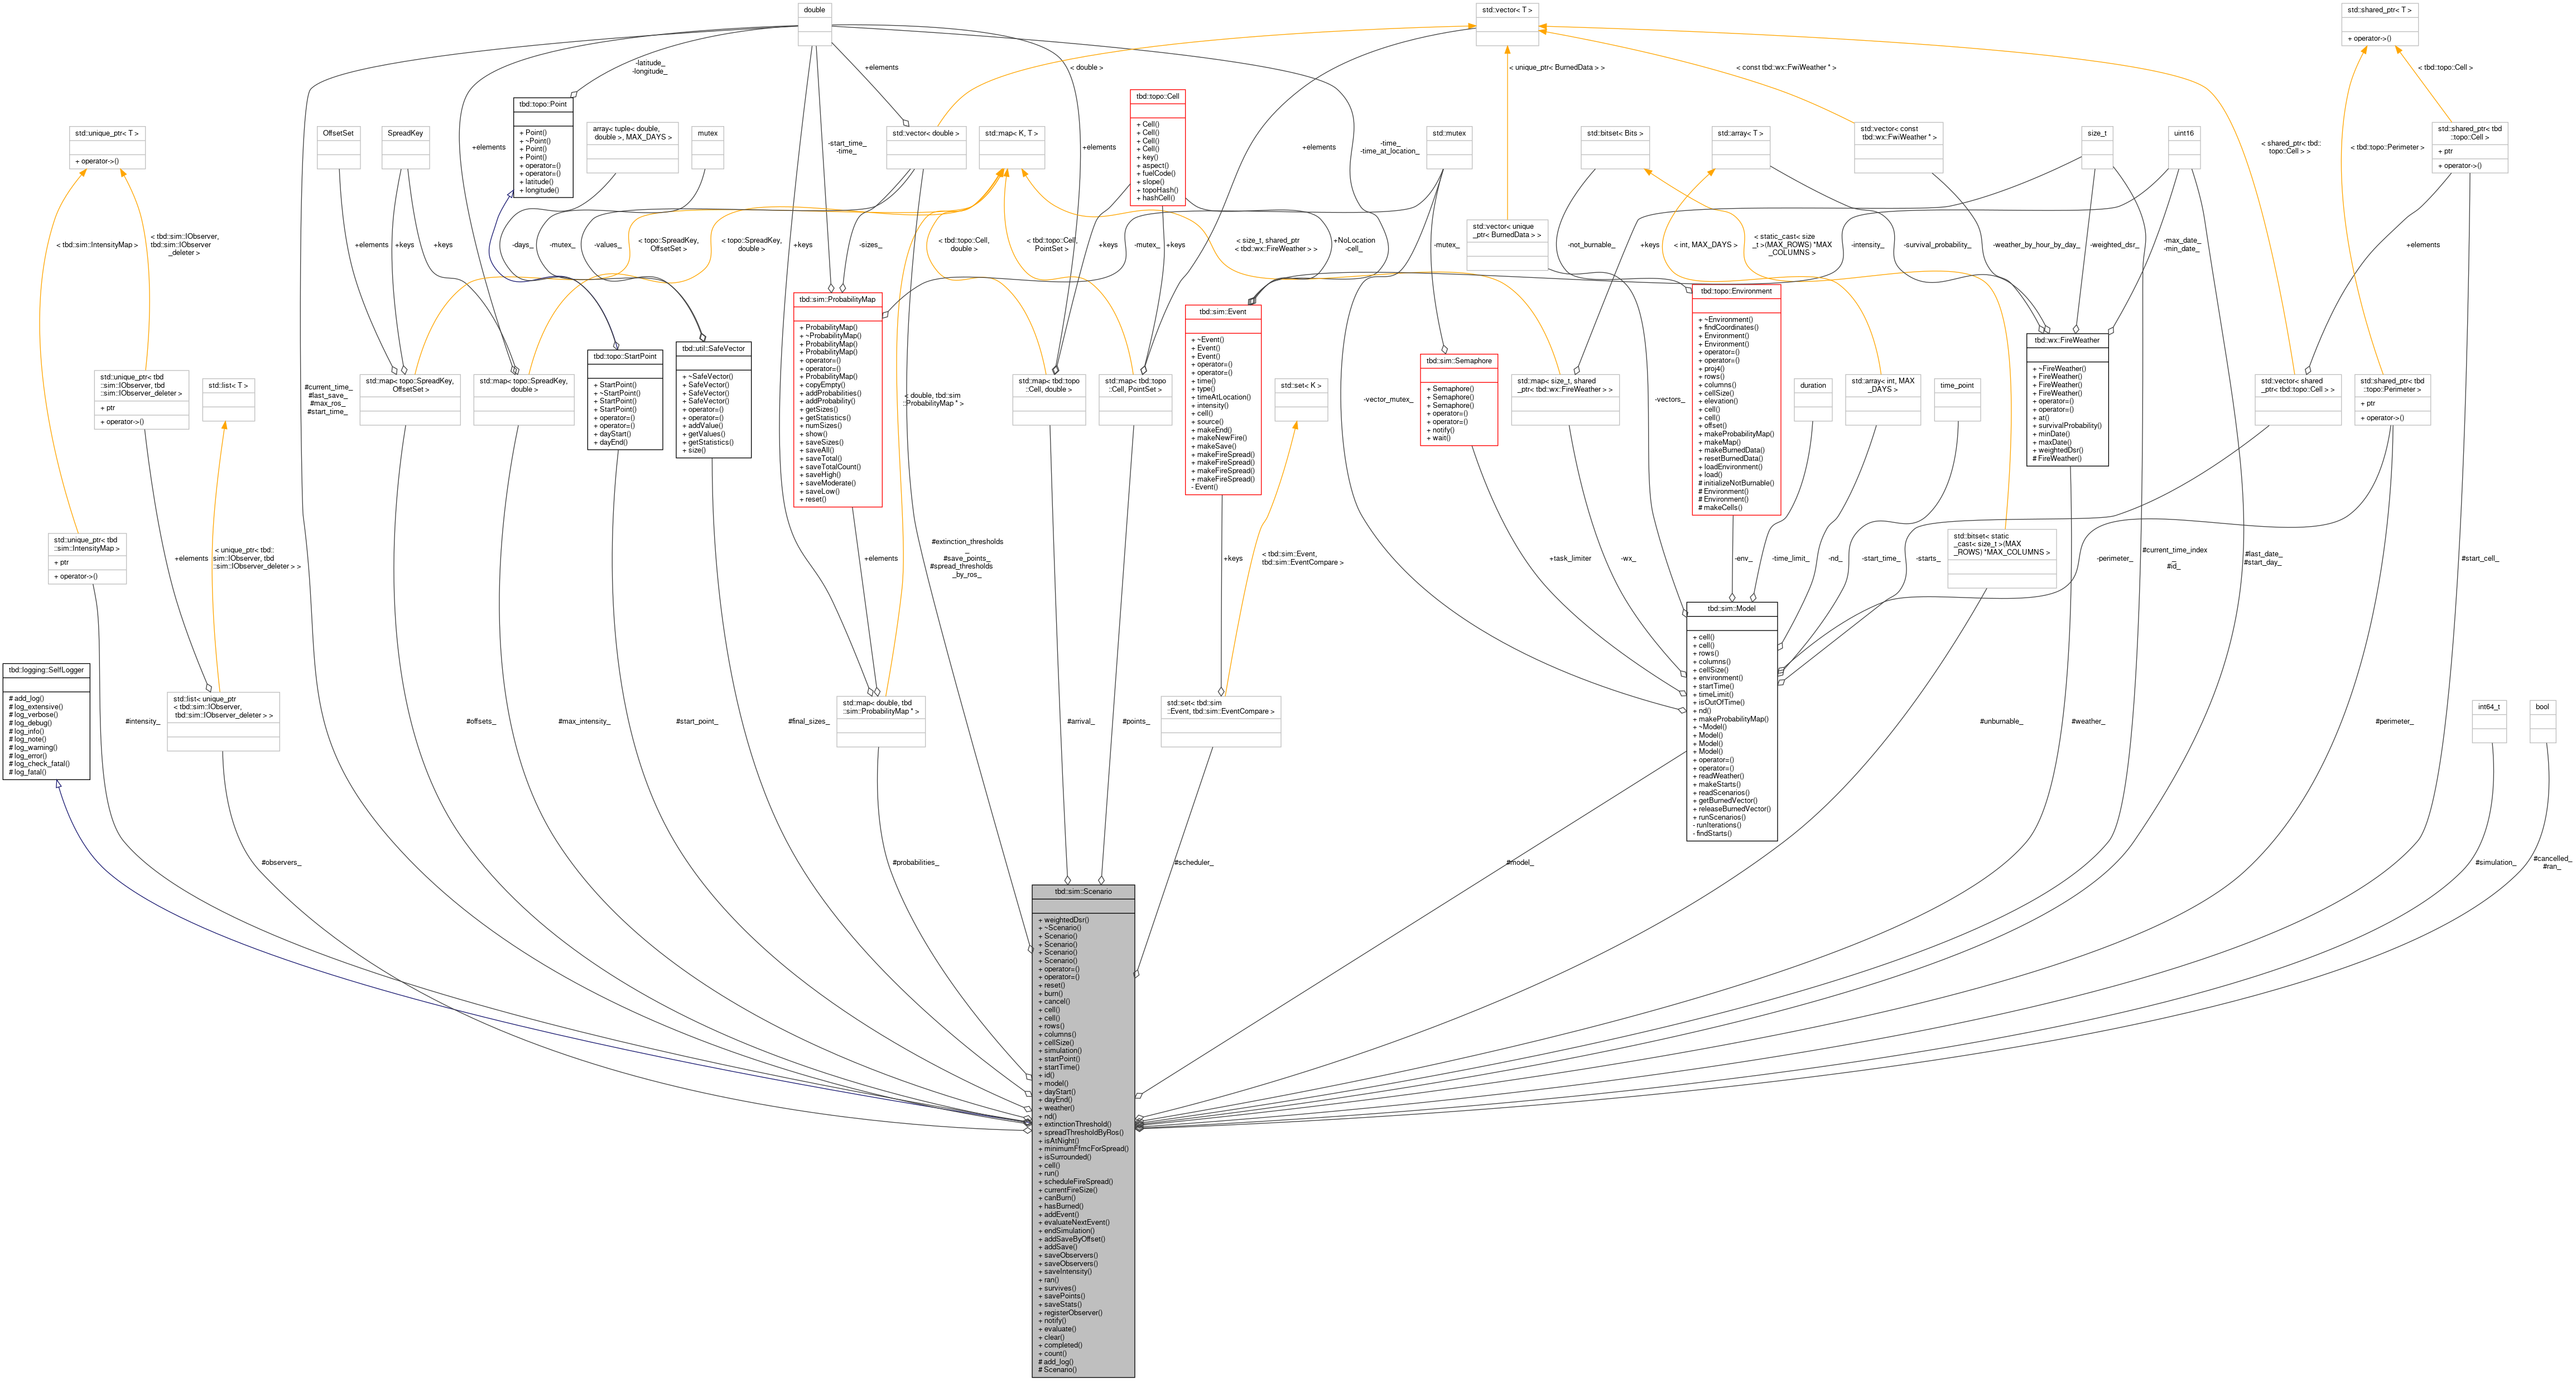 double
std::vector< T >
std::shared_ptr< T >
+ operator->()
-latitude_
-longitude_
+elements
< double >
< unique_ptr< BurnedData > >
< const tbd::wx::FwiWeather * >
< tbd::topo::Cell >
tbd::topo::Point
+ Point()
+ ~Point()
+ Point()
+ Point()
+ operator=()
+ operator=()
+ latitude()
+ longitude()
tbd::topo::Cell
+ Cell()
+ Cell()
+ Cell()
+ Cell()
+ key()
+ aspect()
+ fuelCode()
+ slope()
+ topoHash()
+ hashCell()
std::unique_ptr< T >
+ operator->()
OffsetSet
SpreadKey
array< tuple< double,
double >, MAX_DAYS >
mutex
std::vector< double >
std::map< K, T >
std::mutex
std::bitset< Bits >
std::array< T >
std::vector< const
tbd::wx::FwiWeather * >
size_t
uint16
std::shared_ptr< tbd
::topo::Cell >
+ ptr
+ operator->()
+elements
-start_time_
-time_
+elements
+elements
-time_
-time_at_location_
< shared_ptr< tbd::
topo::Cell > >
< tbd::topo::Perimeter >
< tbd::sim::IntensityMap >
< tbd::sim::IObserver,
tbd::sim::IObserver
_deleter >
+elements
+keys
+keys
-days_
-mutex_
-values_
< topo::SpreadKey,
OffsetSet >
< topo::SpreadKey,
double >
+keys
-sizes_
< tbd::topo::Cell,
double >
< tbd::topo::Cell,
PointSet >
+keys
-mutex_
+keys
< size_t, shared_ptr
< tbd::wx::FireWeather > >
+NoLocation
-cell_
-mutex_
std::vector< unique
_ptr< BurnedData > >
-not_burnable_
+keys
< int, MAX_DAYS >
< static_cast< size
_t >(MAX_ROWS) *MAX
_COLUMNS >
-intensity_
-survival_probability_
-weather_by_hour_by_day_
-weighted_dsr_
-max_date_
-min_date_
+elements
tbd::sim::ProbabilityMap
+ ProbabilityMap()
+ ~ProbabilityMap()
+ ProbabilityMap()
+ ProbabilityMap()
+ operator=()
+ operator=()
+ ProbabilityMap()
+ copyEmpty()
+ addProbabilities()
+ addProbability()
+ getSizes()
+ getStatistics()
+ numSizes()
+ show()
+ saveSizes()
+ saveAll()
+ saveTotal()
+ saveTotalCount()
+ saveHigh()
+ saveModerate()
+ saveLow()
+ reset()
tbd::sim::Event
+ ~Event()
+ Event()
+ Event()
+ operator=()
+ operator=()
+ time()
+ type()
+ timeAtLocation()
+ intensity()
+ cell()
+ source()
+ makeEnd()
+ makeNewFire()
+ makeSave()
+ makeFireSpread()
+ makeFireSpread()
+ makeFireSpread()
+ makeFireSpread()
- Event()
tbd::topo::Environment
+ ~Environment()
+ findCoordinates()
+ Environment()
+ Environment()
+ operator=()
+ operator=()
+ proj4()
+ rows()
+ columns()
+ cellSize()
+ elevation()
+ cell()
+ cell()
+ offset()
+ makeProbabilityMap()
+ makeMap()
+ makeBurnedData()
+ resetBurnedData()
+ loadEnvironment()
+ load()
# initializeNotBurnable()
# Environment()
# Environment()
# makeCells()
tbd::wx::FireWeather
+ ~FireWeather()
+ FireWeather()
+ FireWeather()
+ FireWeather()
+ operator=()
+ operator=()
+ at()
+ survivalProbability()
+ minDate()
+ maxDate()
+ weightedDsr()
# FireWeather()
tbd::topo::StartPoint
+ StartPoint()
+ ~StartPoint()
+ StartPoint()
+ StartPoint()
+ operator=()
+ operator=()
+ dayStart()
+ dayEnd()
tbd::util::SafeVector
+ ~SafeVector()
+ SafeVector()
+ SafeVector()
+ SafeVector()
+ operator=()
+ operator=()
+ addValue()
+ getValues()
+ getStatistics()
+ size()
tbd::sim::Semaphore
+ Semaphore()
+ Semaphore()
+ Semaphore()
+ operator=()
+ operator=()
+ notify()
+ wait()
std::unique_ptr< tbd
::sim::IObserver, tbd
::sim::IObserver_deleter >
+ ptr
+ operator->()
std::list< T >
#current_time_
#last_save_
#max_ros_
#start_time_
std::map< topo::SpreadKey,
OffsetSet >
std::map< topo::SpreadKey,
double >
< double, tbd::sim
::ProbabilityMap * >
std::map< tbd::topo
::Cell, double >
std::map< tbd::topo
::Cell, PointSet >
std::set< K >
-vector_mutex_
std::map< size_t, shared
_ptr< tbd::wx::FireWeather > >
-vectors_
duration
std::array< int, MAX
_DAYS >
time_point
std::vector< shared
_ptr< tbd::topo::Cell > >
std::shared_ptr< tbd
::topo::Perimeter >
+ ptr
+ operator->()
std::unique_ptr< tbd
::sim::IntensityMap >
+ ptr
+ operator->()
+elements
< unique_ptr< tbd::
sim::IObserver, tbd
::sim::IObserver_deleter > >
#extinction_thresholds
_
#save_points_
#spread_thresholds
_by_ros_
+elements
+keys
< tbd::sim::Event,
tbd::sim::EventCompare >
+task_limiter
-wx_
-env_
-time_limit_
-nd_
-start_time_
-starts_
std::bitset< static
_cast< size_t >(MAX
_ROWS) *MAX_COLUMNS >
-perimeter_
#current_time_index
_
#id_
#last_date_
#start_day_
#start_cell_
tbd::sim::Model
+ cell()
+ cell()
+ rows()
+ columns()
+ cellSize()
+ environment()
+ startTime()
+ timeLimit()
+ isOutOfTime()
+ nd()
+ makeProbabilityMap()
+ ~Model()
+ Model()
+ Model()
+ Model()
+ operator=()
+ operator=()
+ readWeather()
+ makeStarts()
+ readScenarios()
+ getBurnedVector()
+ releaseBurnedVector()
+ runScenarios()
- runIterations()
- findStarts()
tbd::logging::SelfLogger
# add_log()
# log_extensive()
# log_verbose()
# log_debug()
# log_info()
# log_note()
# log_warning()
# log_error()
# log_check_fatal()
# log_fatal()
#intensity_
std::list< unique_ptr
< tbd::sim::IObserver,
tbd::sim::IObserver_deleter > >
#offsets_
#max_intensity_
#start_point_
#final_sizes_
std::map< double, tbd
::sim::ProbabilityMap * >
#arrival_
#points_
std::set< tbd::sim
::Event, tbd::sim::EventCompare >
#unburnable_
#weather_
#perimeter_
int64_t
bool
#observers_
#probabilities_
#scheduler_
#model_
#simulation_
#cancelled_
#ran_
tbd::sim::Scenario
+ weightedDsr()
+ ~Scenario()
+ Scenario()
+ Scenario()
+ Scenario()
+ Scenario()
+ operator=()
+ operator=()
+ reset()
+ burn()
+ cancel()
+ cell()
+ cell()
+ rows()
+ columns()
+ cellSize()
+ simulation()
+ startPoint()
+ startTime()
+ id()
+ model()
+ dayStart()
+ dayEnd()
+ weather()
+ nd()
+ extinctionThreshold()
+ spreadThresholdByRos()
+ isAtNight()
+ minimumFfmcForSpread()
+ isSurrounded()
+ cell()
+ run()
+ scheduleFireSpread()
+ currentFireSize()
+ canBurn()
+ hasBurned()
+ addEvent()
+ evaluateNextEvent()
+ endSimulation()
+ addSaveByOffset()
+ addSave()
+ saveObservers()
+ saveObservers()
+ saveIntensity()
+ ran()
+ survives()
+ savePoints()
+ saveStats()
+ registerObserver()
+ notify()
+ evaluate()
+ clear()
+ completed()
+ count()
# add_log()
# Scenario()